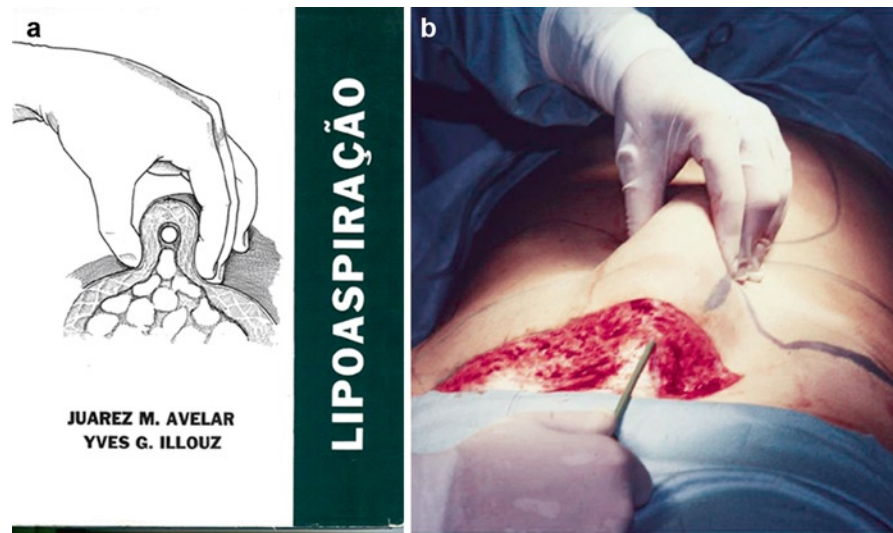 a
LIPOASPIRAÇÃO
JUAREZ M. AVELAR
YVES G. ILLOUZ
b